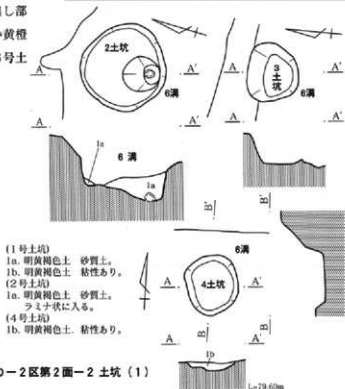 出し部
黄橙
号土
2土坑
A
A'
6溝
3
土
坑
A
A'
6溝
A
A'
A
A'
6 溝
1a
1a
B'
B'
(1号土坑)
1a. 明黄褐色土 砂質土。
1b. 明黄褐色土 粘性あり。
(2号土坑)
1a. 明黄褐色土 砂質土。
ラミナ状に入る。
(4号土坑)
1b. 明黄褐色土 粘性あり。
6溝
A
A'
4土坑
B
B
A
A'
1b
L=79.60m
の－2区第2面－2 土坑 (1)